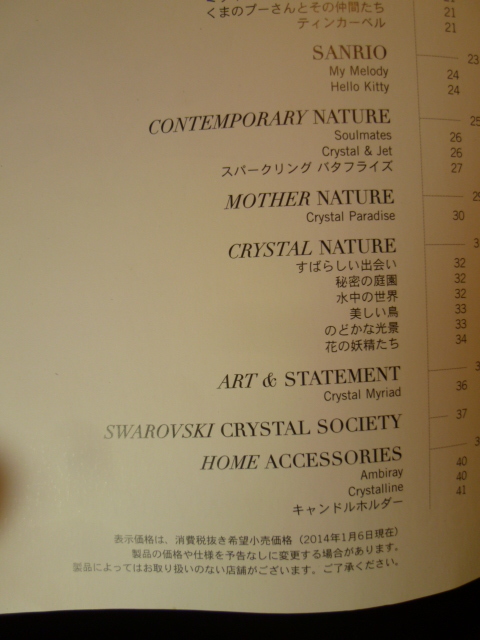 くまのプーさんとその仲間たち 21
ティンカーベル 21
SANRIO 23
My Melody 24
Hello Kitty 24
CONTEMPORARY NATURE 25
Soulmates 26
Crystal & Jet 26
スパークリング バタフライズ 27
MOTHER NATURE
Crystal Paradise 30
CRYSTAL NATURE
すばらしい出会い 32
秘密の庭園 32
水中の世界 32
美しい鳥 33
のどかな光景 33
花の妖精たち 34
ART & STATEMENT
Crystal Myriad 36
SWAROVSKI CRYSTAL SOCIETY 37
HOME ACCESSORIES
Ambiray 40
Crystalline 40
キャンドルホルダー 41
表示価格は、消費税抜き希望小売価格（2014年1月6日現在）
製品の価格や仕様を予告なしに変更する場合があります。
製品によってはお取り扱いのない店舗がございます。ご了承ください。